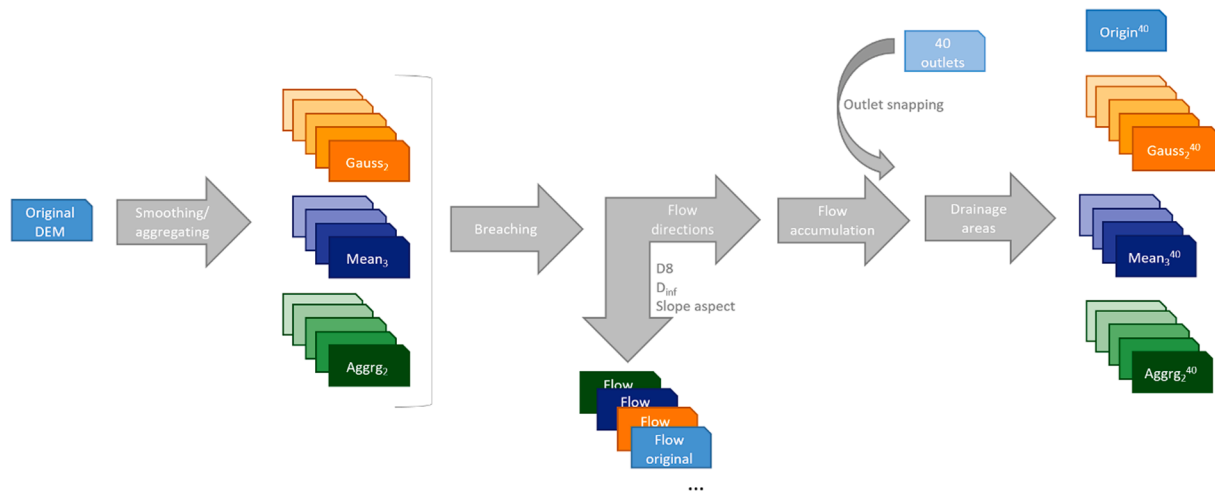 Original
DEM
Smoothing/
aggregating
Gauss₂
Mean₃
Aggrg₂
Breaching
Flow
directions
D8
D_inf
Slope aspect
Flow
Flow
Flow
Flow
original
...
Flow
accumulation
40
outlets
Outlet snapping
Drainage
areas
Origin⁴⁰
Gauss₂⁴⁰
Mean₃⁴⁰
Aggrg₂⁴⁰